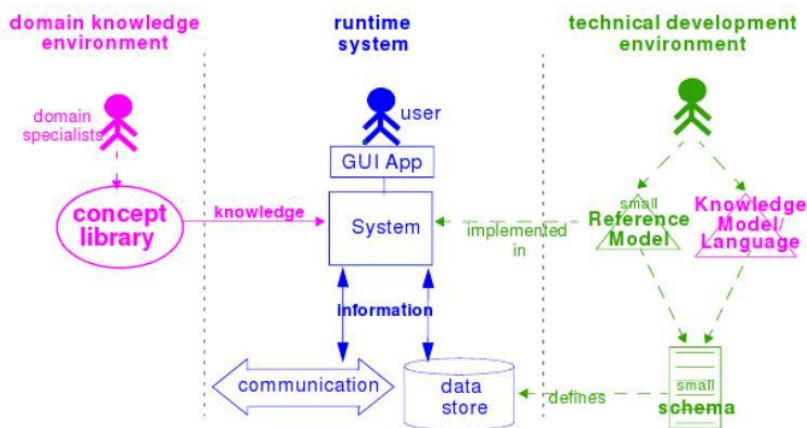 domain knowledge
environment
runtime
system
technical development
environment
domain
specialists
user
GUI App
concept
library
knowledge
System
implemented
in
small
Reference
Model
Knowledge
Model/
Language
information
communication
data
store
defines
small
schema